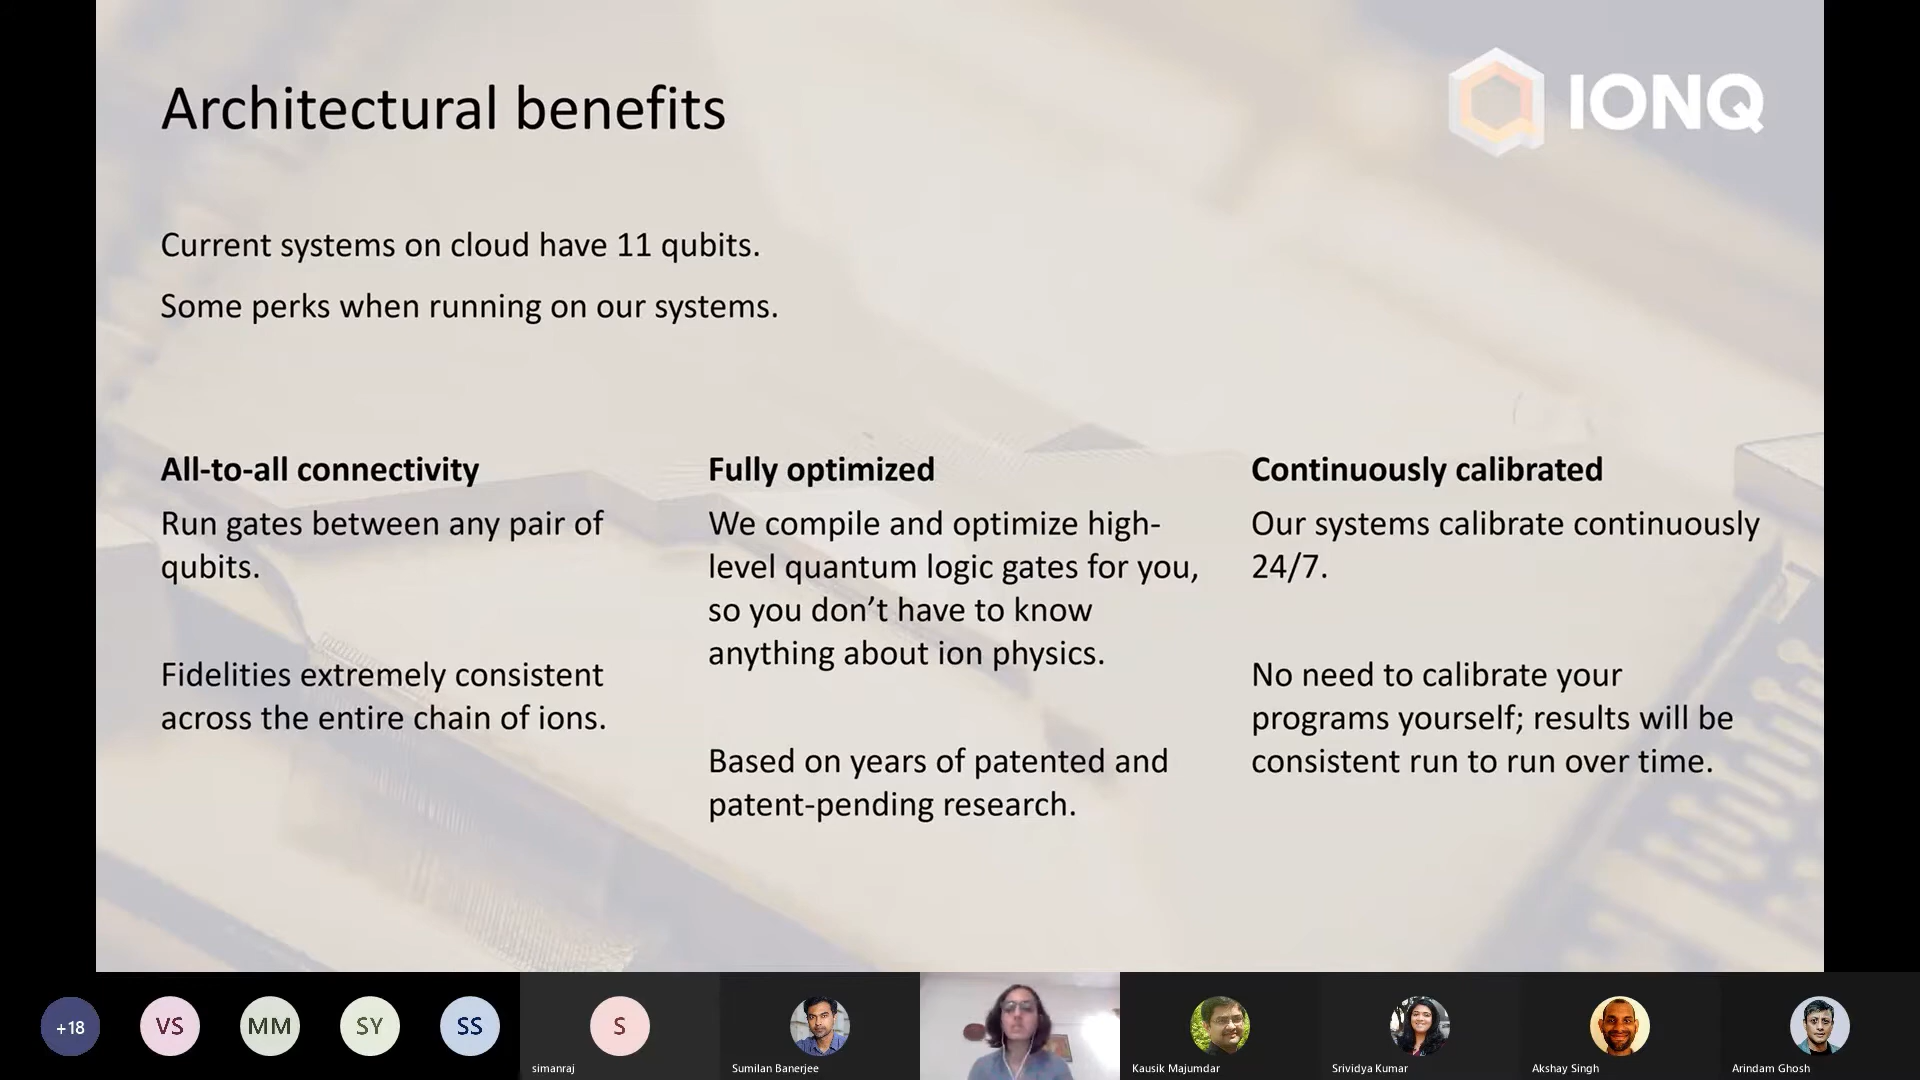 Architectural benefits
IONQ
Current systems on cloud have 11 qubits.
Some perks when running on our systems.
All-to-all connectivity
Run gates between any pair of
qubits.
Fidelities extremely consistent
across the entire chain of ions.
Fully optimized
We compile and optimize high-
level quantum logic gates for you,
so you don’t have to know
anything about ion physics.
Based on years of patented and
patent-pending research.
Continuously calibrated
Our systems calibrate continuously
24/7.
No need to calibrate your
programs yourself; results will be
consistent run to run over time.
+18
VS
MM
SY
SS
S
simanraj
Sumilan Banerjee
Kausik Majumdar
Srividya Kumar
Akshay Singh
Arindam Ghosh